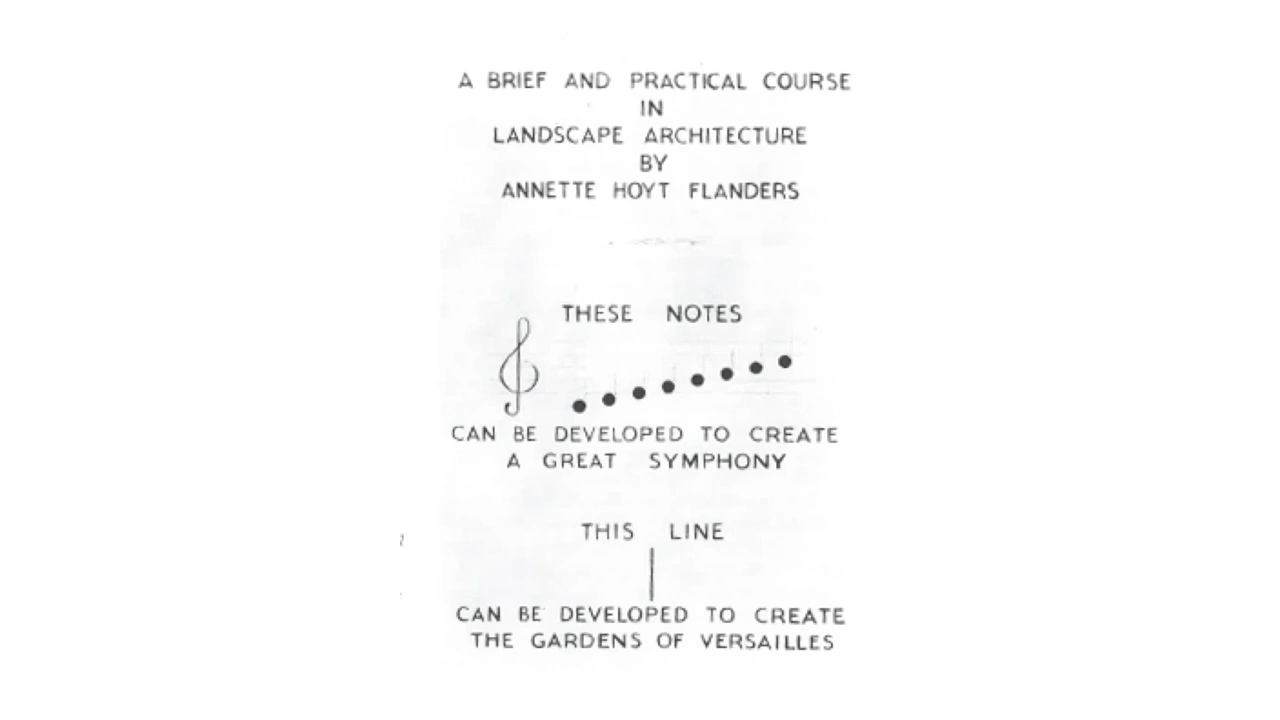 A BRIEF AND PRACTICAL COURSE
IN
LANDSCAPE ARCHITECTURE
BY
ANNETTE HOYT FLANDERS
THESE NOTES
CAN BE DEVELOPED TO CREATE
A GREAT SYMPHONY
THIS LINE
CAN BE DEVELOPED TO CREATE
THE GARDENS OF VERSAILLES